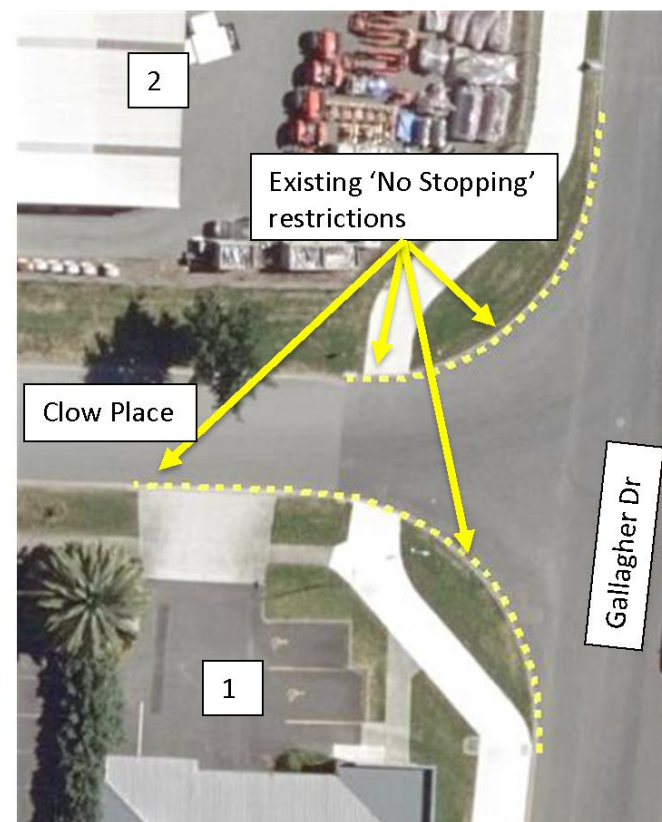 2
Existing ‘No Stopping’
restrictions
Clow Place
Gallagher Dr
1